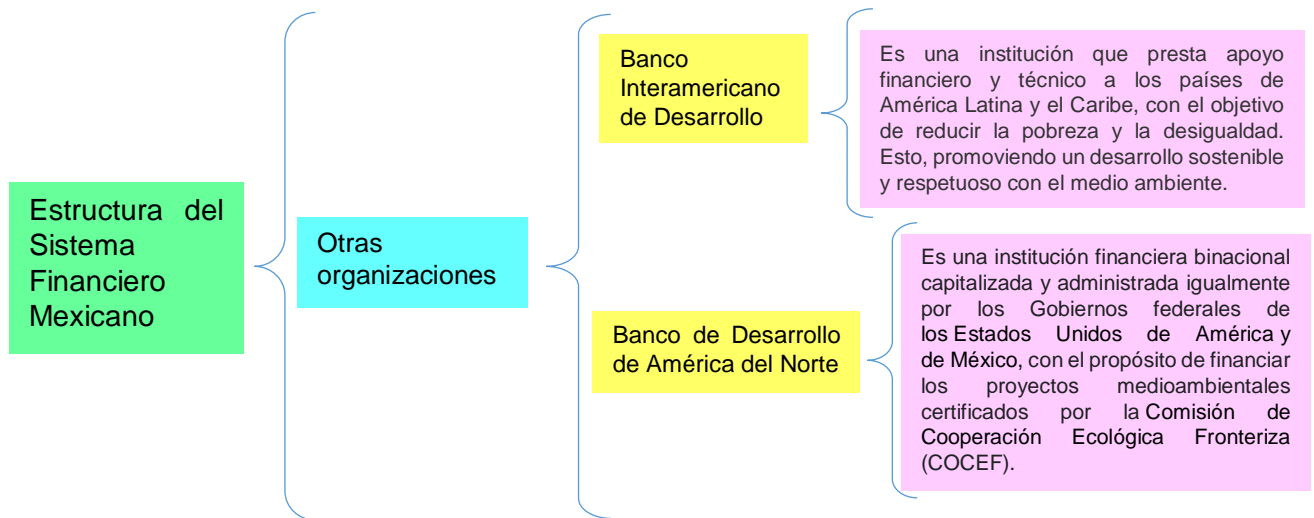 Estructura del
Sistema
Financiero
Mexicano
Otras
organizaciones
Banco
Interamericano
de Desarrollo
Es una institución que presta apoyo
financiero y técnico a los países de
América Latina y el Caribe, con el objetivo
de reducir la pobreza y la desigualdad.
Esto, promoviendo un desarrollo sostenible
y respetuoso con el medio ambiente.
Banco de Desarrollo
de América del Norte
Es una institución financiera binacional
capitalizada y administrada igualmente
por los Gobiernos federales de
los Estados Unidos de América y
de México, con el propósito de financiar
los proyectos medioambientales
certificados por la Comisión de
Cooperación Ecológica Fronteriza
(COCEF).